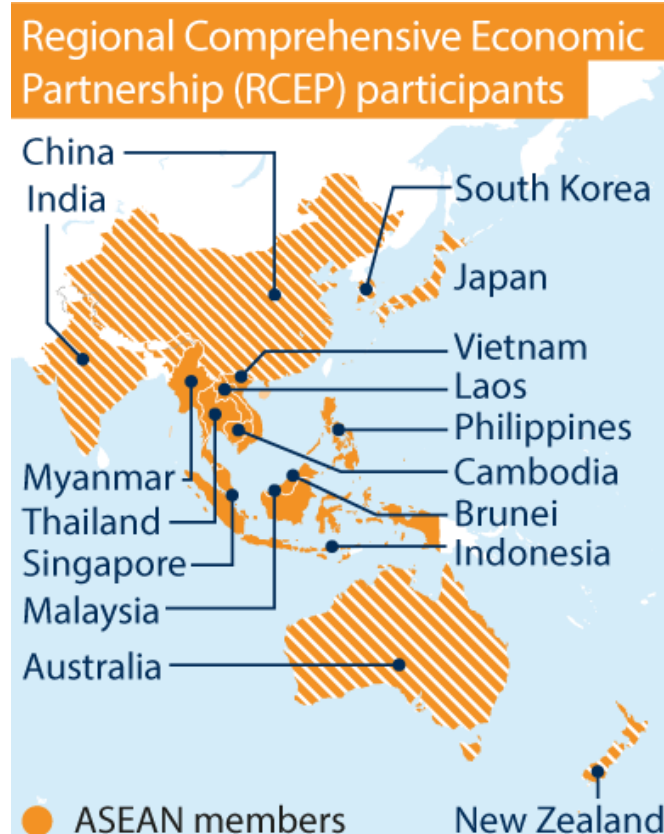 Regional Comprehensive Economic
Partnership (RCEP) participants
China
India
South Korea
Japan
Vietnam
Laos
Philippines
Cambodia
Brunei
Indonesia
Myanmar
Thailand
Singapore
Malaysia
Australia
ASEAN members
New Zealand